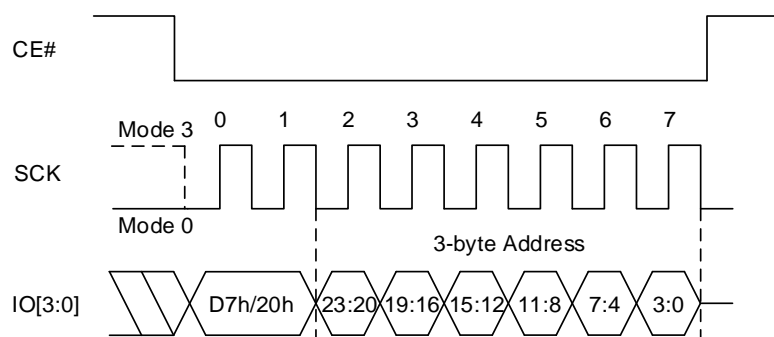 CE#
Mode 3
0 1 2 3 4 5 6 7
SCK
Mode 0
3-byte Address
IO[3:0]
D7h/20h 23:20 19:16 15:12 11:8 7:4 3:0